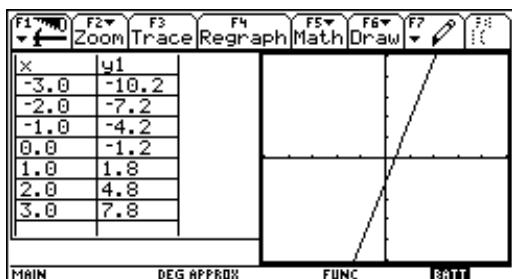 F1 F2 F3 F4 F5 F6 F7
Zoom Trace Regraph Math Draw
x y1
-3.0 -10.2
-2.0 -7.2
-1.0 -4.2
0.0 -1.2
1.0 1.8
2.0 4.8
3.0 7.8
MAIN DEG APPROX FUNC BATT